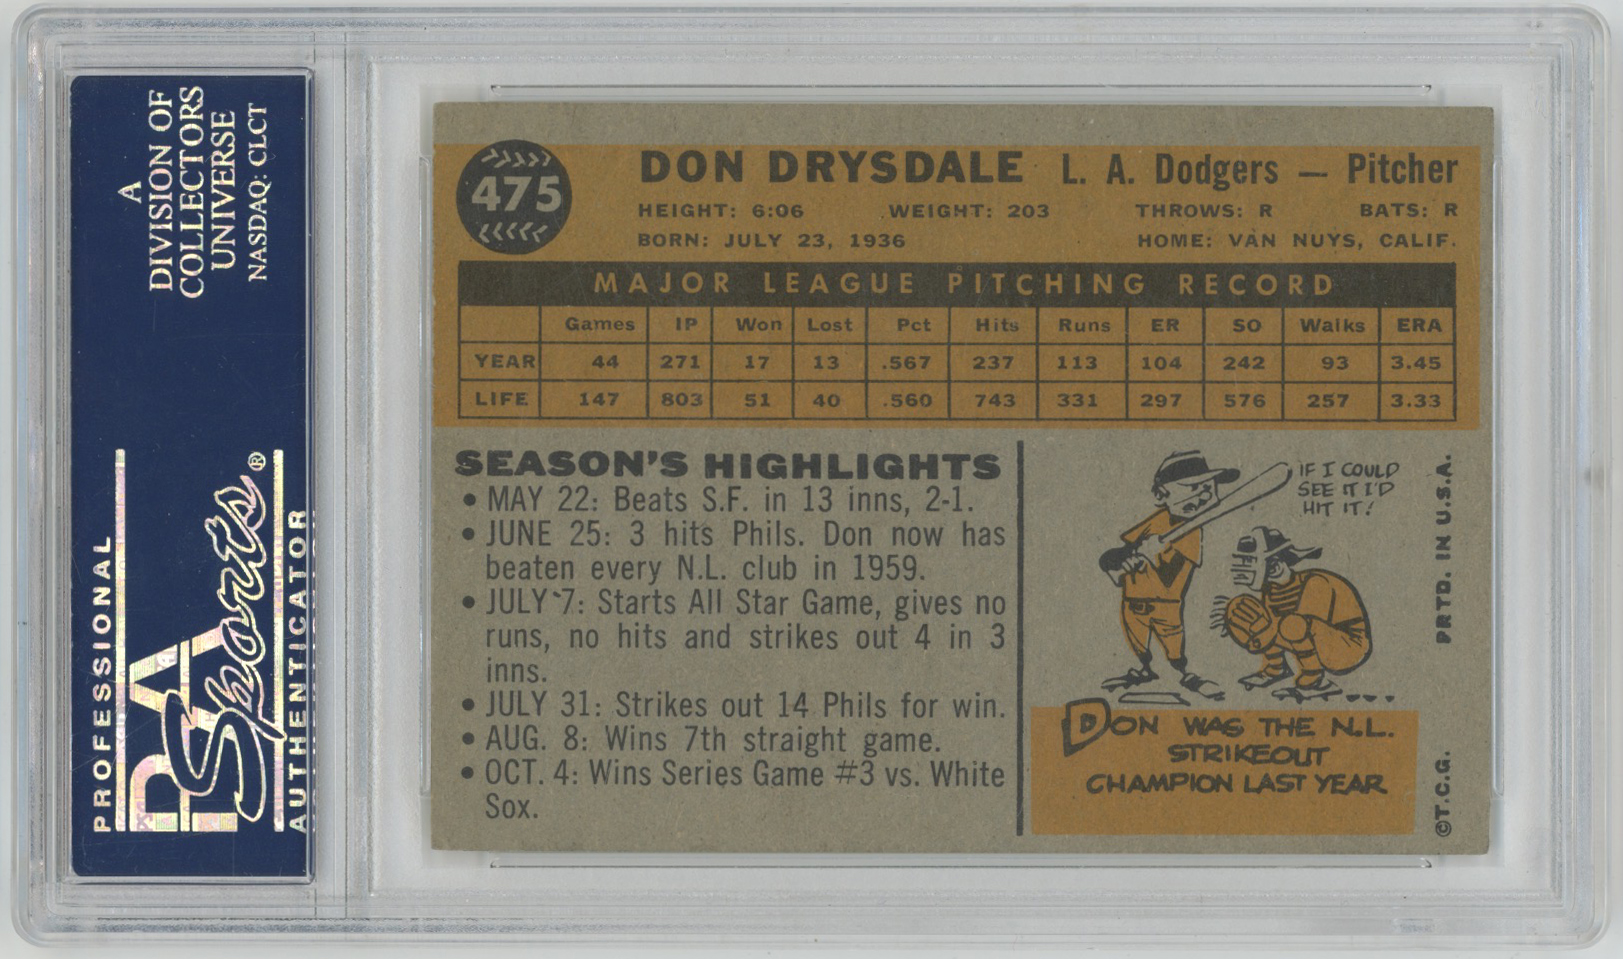 A
DIVISION OF
COLLECTORS
UNIVERSE
NASDAQ: CLCT
PROFESSIONAL
PSA
Sports®
AUTHENTICATOR
475
DON DRYSDALE L. A. Dodgers — Pitcher
HEIGHT: 6:06 WEIGHT: 203 THROWS: R BATS: R
BORN: JULY 23, 1936 HOME: VAN NUYS, CALIF.
MAJOR LEAGUE PITCHING RECORD
Games IP Won Lost Pct Hits Runs ER SO Walks ERA
YEAR 44 271 17 13 .567 237 113 104 242 93 3.45
LIFE 147 803 51 40 .560 743 331 297 576 257 3.33
SEASON'S HIGHLIGHTS
• MAY 22: Beats S.F. in 13 inns, 2-1.
• JUNE 25: 3 hits Phils. Don now has
beaten every N.L. club in 1959.
• JULY 7: Starts All Star Game, gives no
runs, no hits and strikes out 4 in 3
inns.
• JULY 31: Strikes out 14 Phils for win.
• AUG. 8: Wins 7th straight game.
• OCT. 4: Wins Series Game #3 vs. White
Sox.
IF I COULD
SEE IT I'D
HIT IT!
DON WAS THE N.L.
STRIKEOUT
CHAMPION LAST YEAR
©T.C.G. PRTD. IN U.S.A.